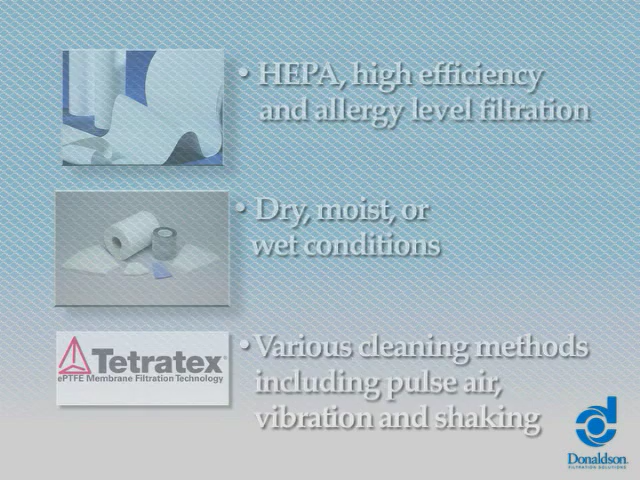 • HEPA, high efficiency
and allergy level filtration
• Dry, moist, or
wet conditions
Tetratex®
ePTFE Membrane Filtration Technology
• Various cleaning methods
including pulse air,
vibration and shaking
Donaldson.
FILTRATION SOLUTIONS